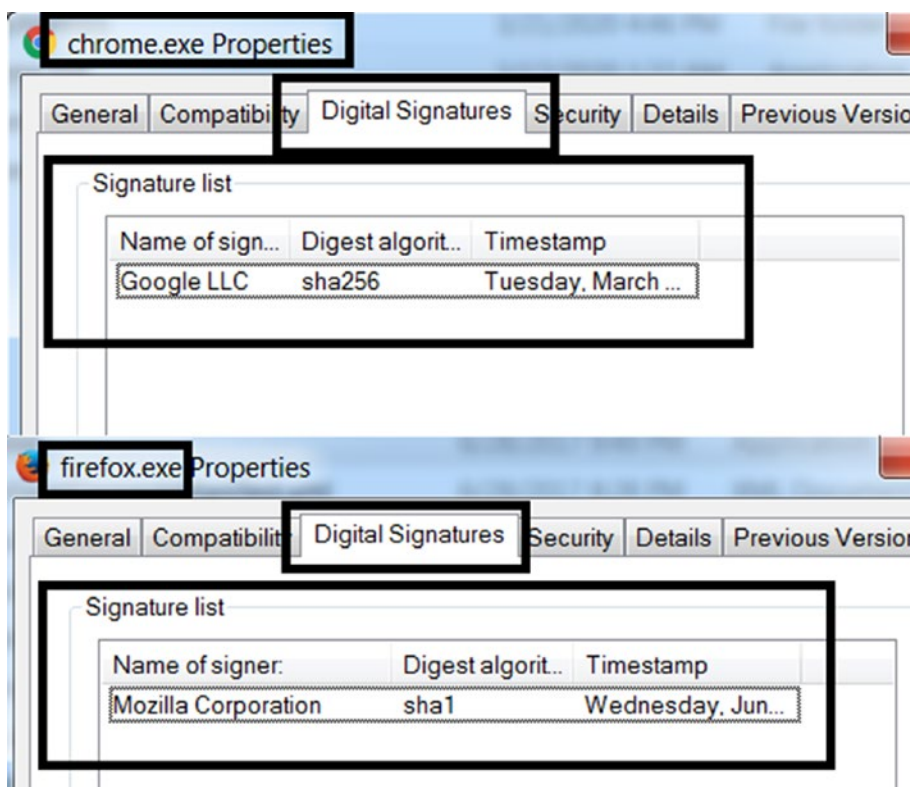 chrome.exe Properties
General Compatibility Digital Signatures Security Details Previous Versio
Signature list
Name of sign... Digest algorit... Timestamp
Google LLC sha256 Tuesday, March ...
firefox.exe Properties
General Compatibility Digital Signatures Security Details Previous Version
Signature list
Name of signer: Digest algorit... Timestamp
Mozilla Corporation sha1 Wednesday, Jun...